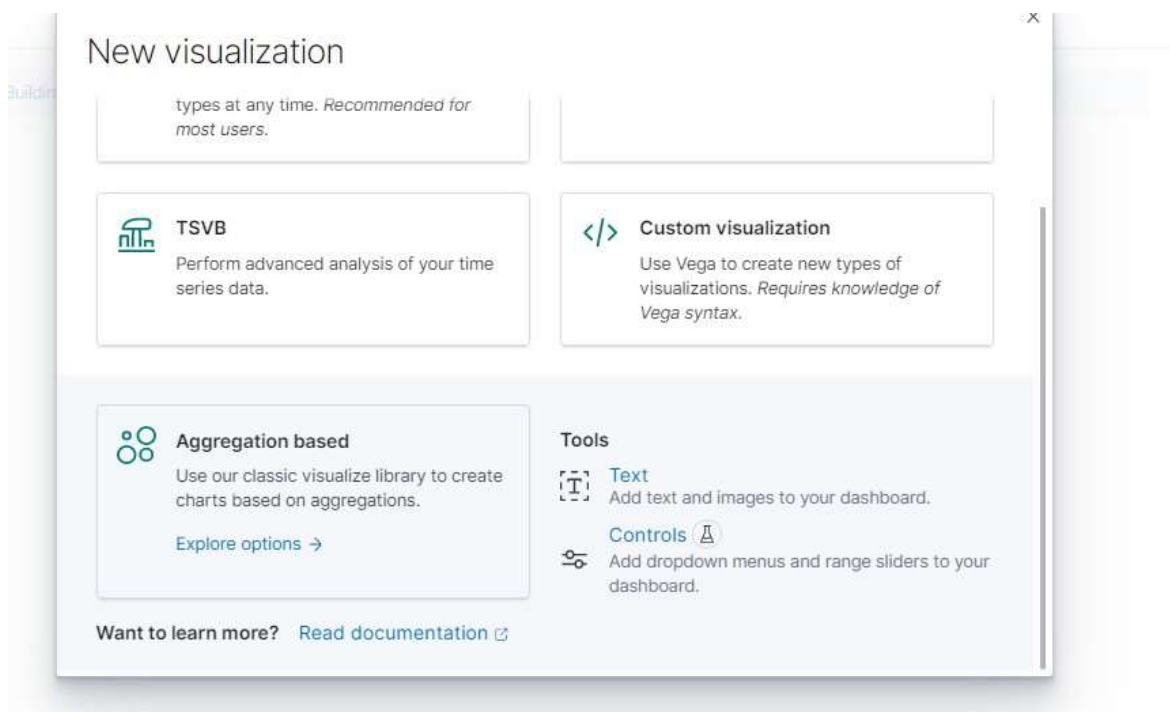 New visualization
types at any time. Recommended for
most users.
TSVB
Perform advanced analysis of your time
series data.
Custom visualization
Use Vega to create new types of
visualizations. Requires knowledge of
Vega syntax.
Aggregation based
Use our classic visualize library to create
charts based on aggregations.
Explore options →
Tools
Text
Add text and images to your dashboard.
Controls
Add dropdown menus and range sliders to your
dashboard.
Want to learn more? Read documentation